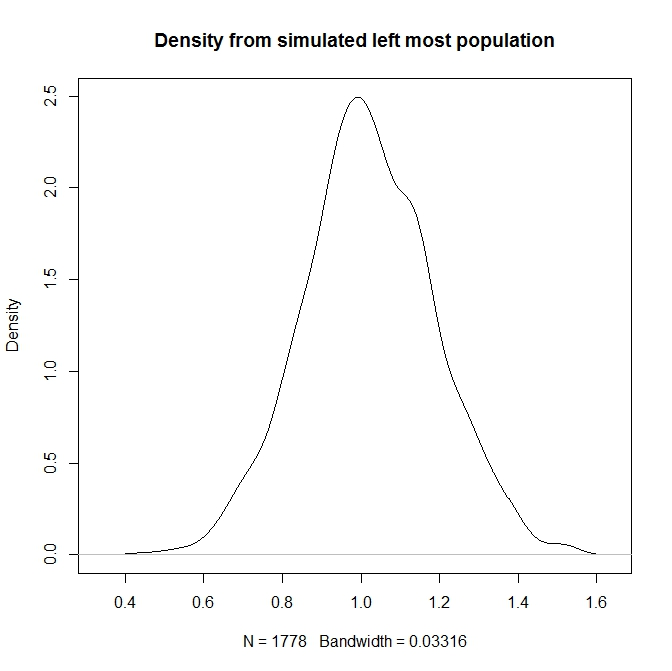 Density from simulated left most population
Density
2.5
2.0
1.5
1.0
0.5
0.0
0.4 0.6 0.8 1.0 1.2 1.4 1.6
N = 1778 Bandwidth = 0.03316